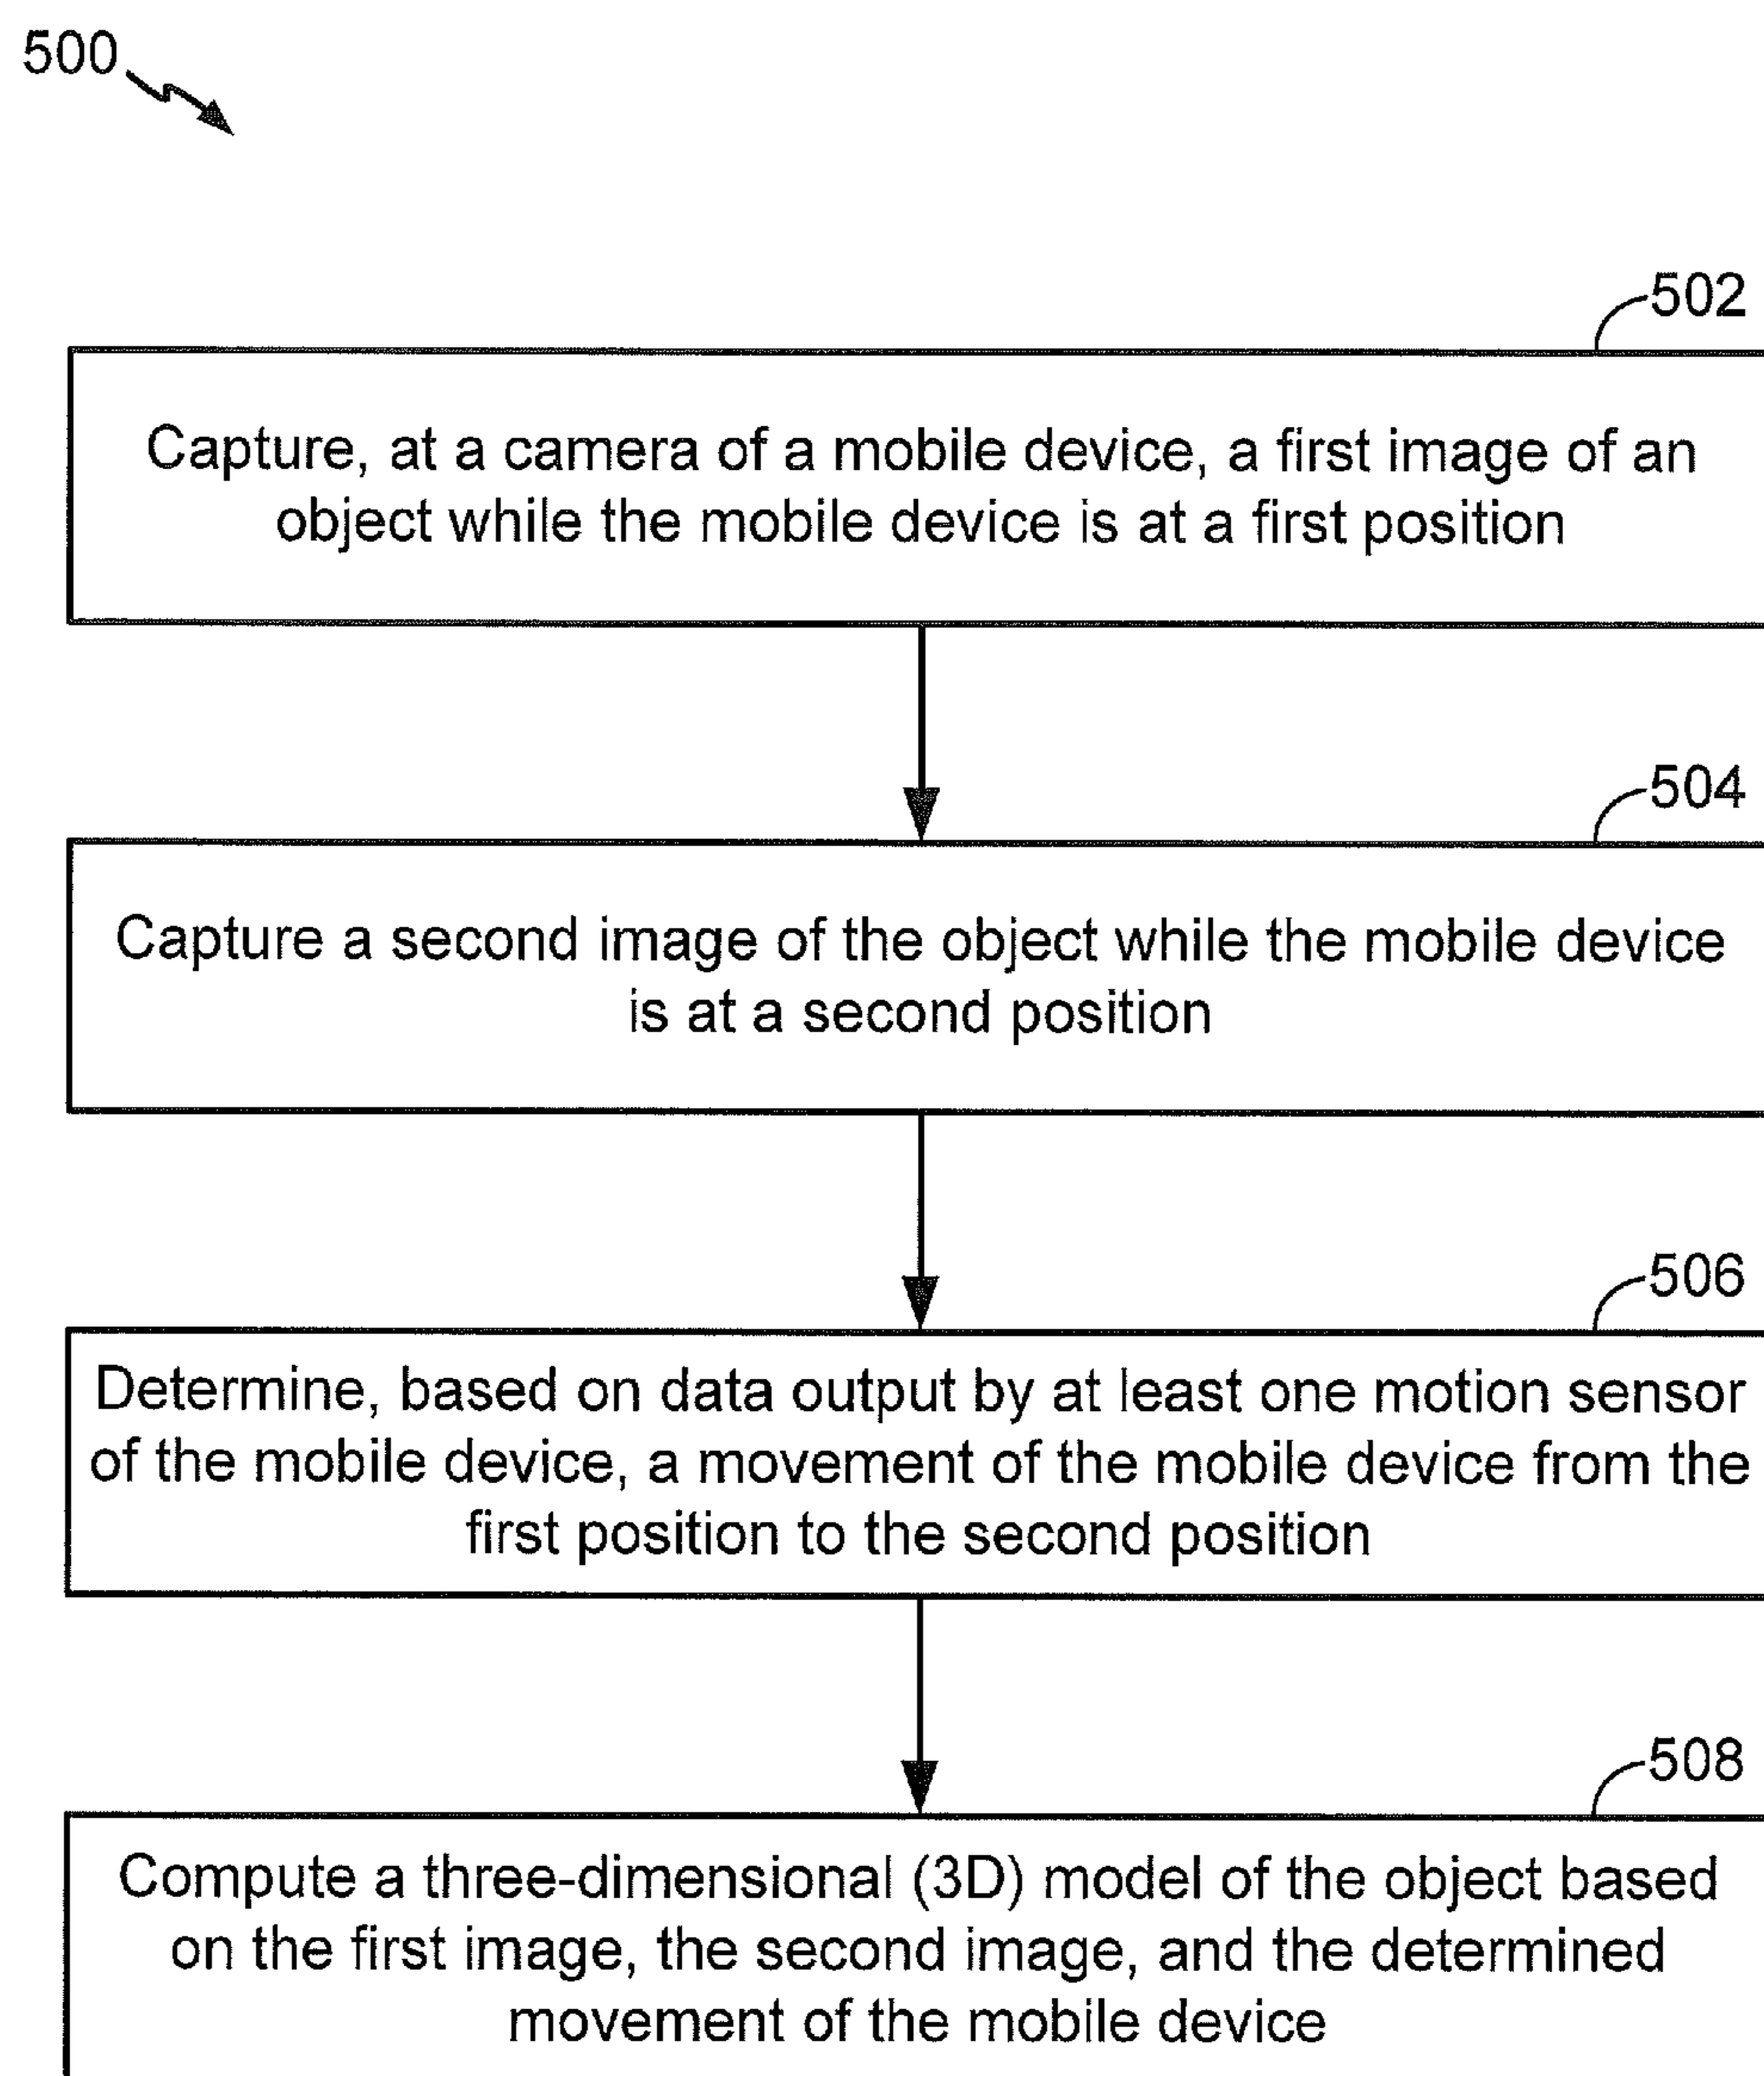 500
502
Capture, at a camera of a mobile device, a first image of an
object while the mobile device is at a first position
504
Capture a second image of the object while the mobile device
is at a second position
506
Determine, based on data output by at least one motion sensor
of the mobile device, a movement of the mobile device from the
first position to the second position
508
Compute a three-dimensional (3D) model of the object based
on the first image, the second image, and the determined
movement of the mobile device